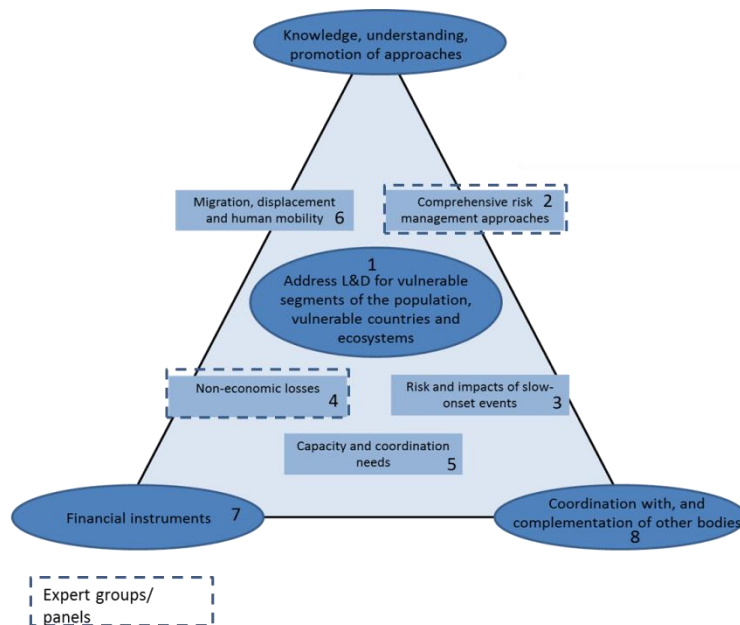 Knowledge, understanding,
promotion of approaches
Migration, displacement
and human mobility 6
Comprehensive risk 2
management approaches
1
Address L&D for vulnerable
segments of the population,
vulnerable countries and
ecosystems
Non-economic losses
4
Risk and impacts of slow-
onset events 3
Capacity and coordination
needs 5
Financial instruments 7
Coordination with, and
complementation of other bodies
8
Expert groups/
panels